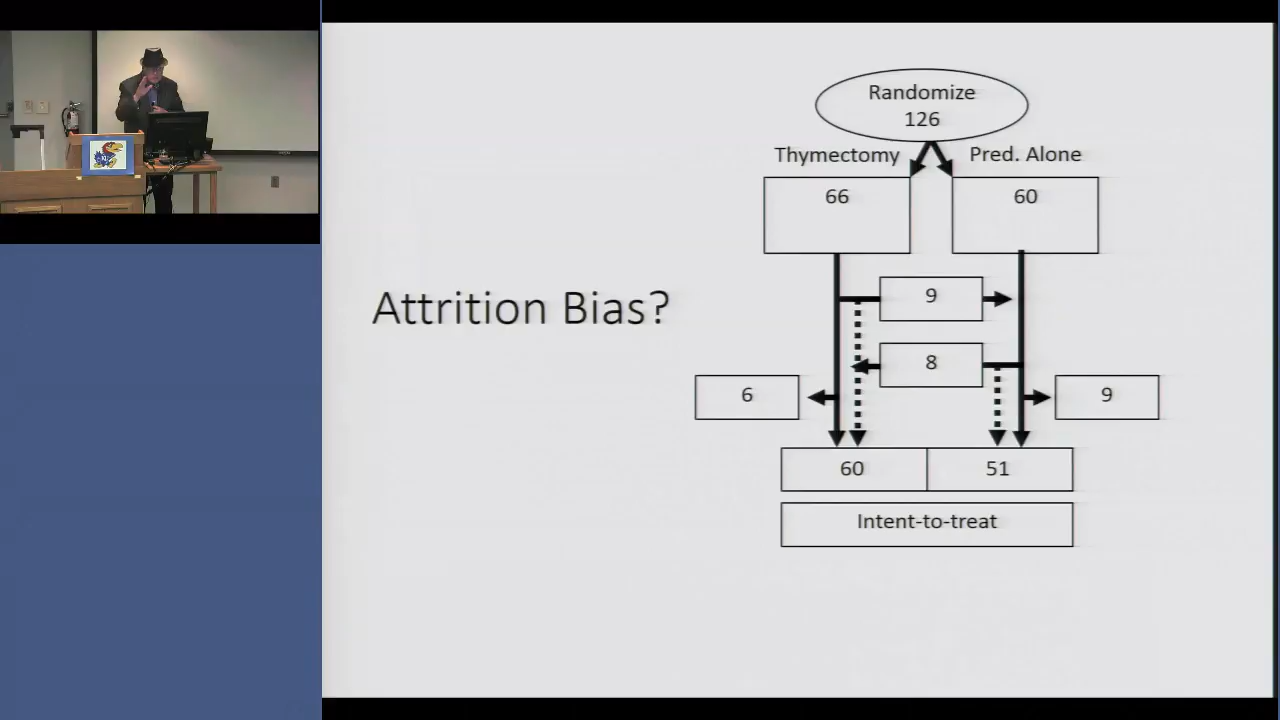 Attrition Bias?
Randomize
126
Thymectomy
Pred. Alone
66
60
9
8
6
9
60
51
Intent-to-treat